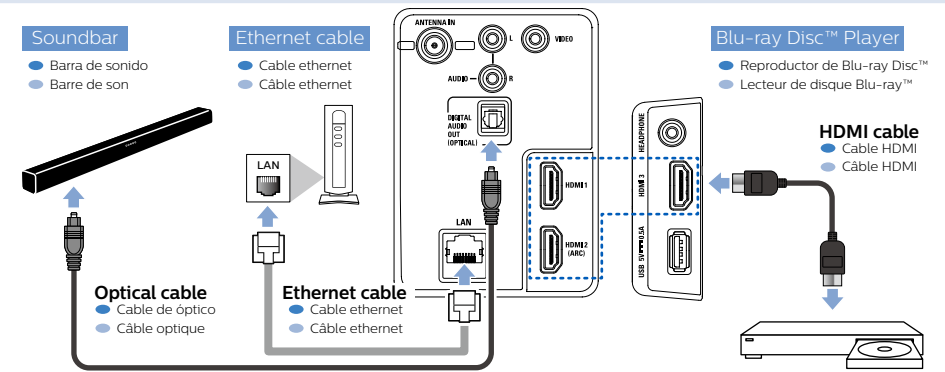 Soundbar
Barra de sonido
Barre de son
Ethernet cable
Cable ethernet
Câble ethernet
LAN
Optical cable
Cable de óptico
Câble optique
Ethernet cable
Cable ethernet
Câble ethernet
ANTENNA IN
L
VIDEO
AUDIO
R
DIGITAL
AUDIO
OUT
(OPTICAL)
LAN
HDMI 1
HDMI 2
(ARC)
HEADPHONE
HDMI 3
USB 5V⎓0.5A
Blu-ray Disc™ Player
Reproductor de Blu-ray Disc™
Lecteur de disque Blu-ray™
HDMI cable
Cable HDMI
Câble HDMI